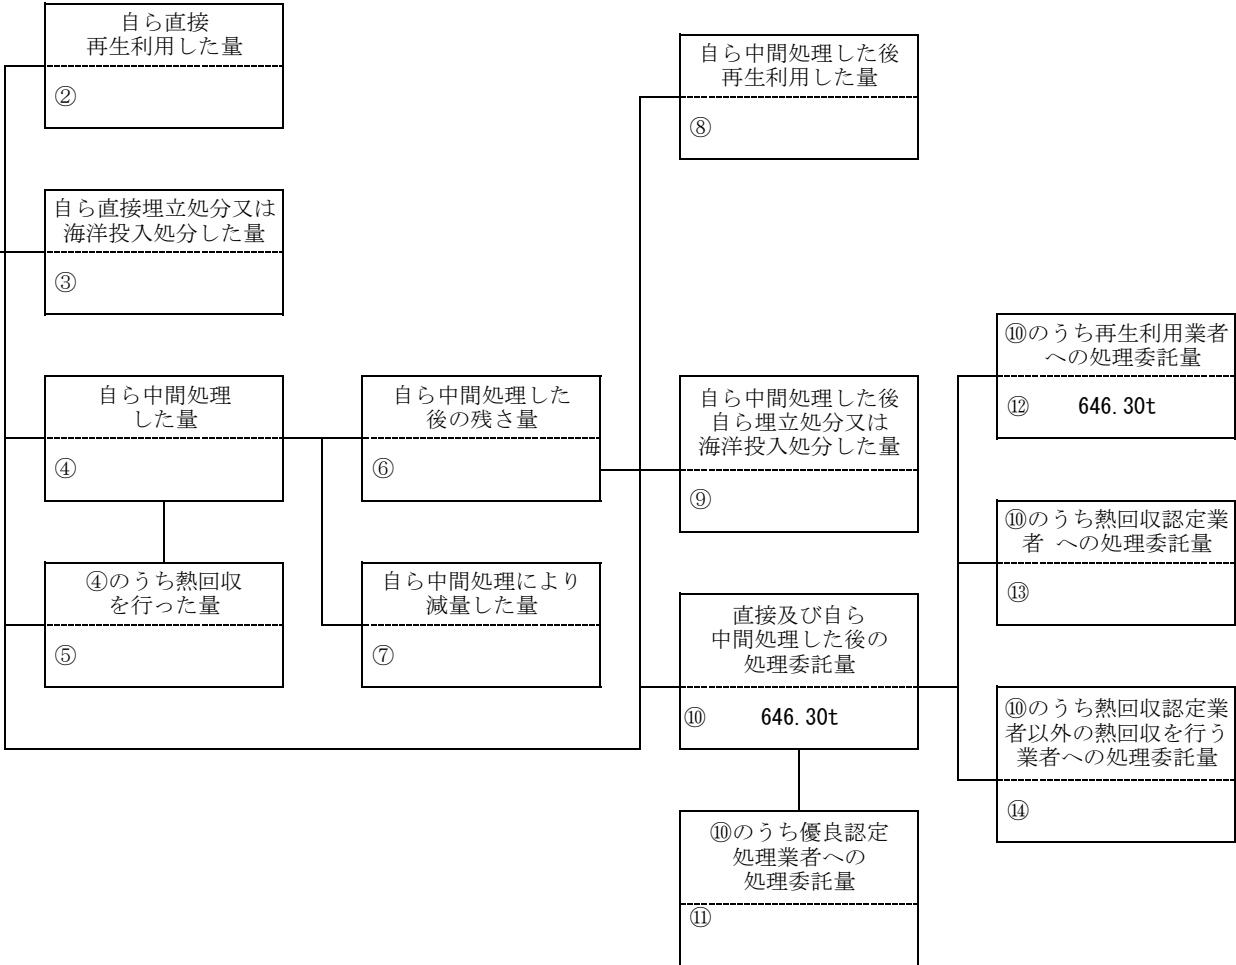 自ら直接
再生利用した量
②
自ら直接埋立処分又は
海洋投入処分した量
③
自ら中間処理
した量
④
④のうち熱回収
を行った量
⑤
自ら中間処理した
後の残さ量
⑥
自ら中間処理により
減量した量
⑦
自ら中間処理した後
再生利用した量
⑧
自ら中間処理した後
自ら埋立処分又は
海洋投入処分した量
⑨
直接及び自ら
中間処理した後の
処理委託量
⑩ 646.30t
⑩のうち優良認定
処理業者への
処理委託量
⑪
⑩のうち再生利用業者
への処理委託量
⑫ 646.30t
⑩のうち熱回収認定業
者 への処理委託量
⑬
⑩のうち熱回収認定業
者以外の熱回収を行う
業者への処理委託量
⑭